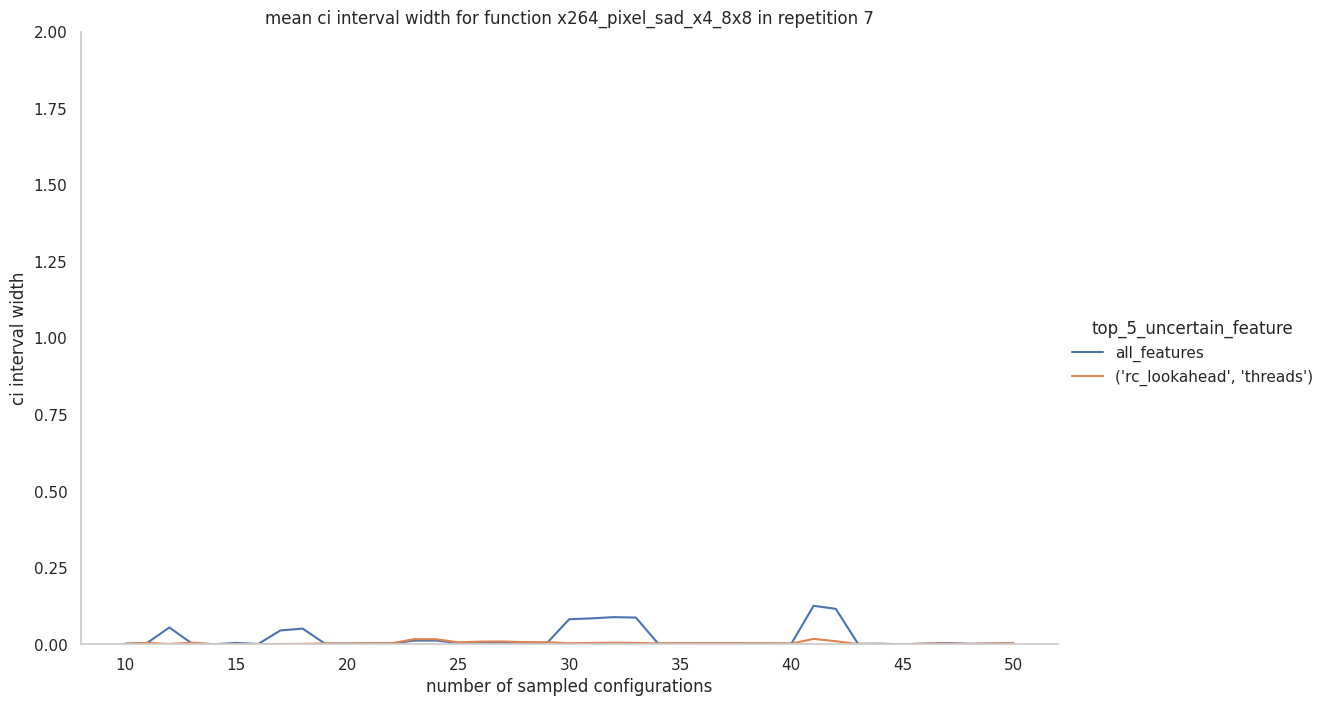 mean ci interval width for function x264_pixel_sad_x4_8x8 in repetition 7
2.00
1.75
1.50
1.25
1.00
0.75
0.50
0.25
0.00
ci interval width
10 15 20 25 30 35 40 45 50
number of sampled configurations
top_5_uncertain_feature
all_features
('rc_lookahead', 'threads')